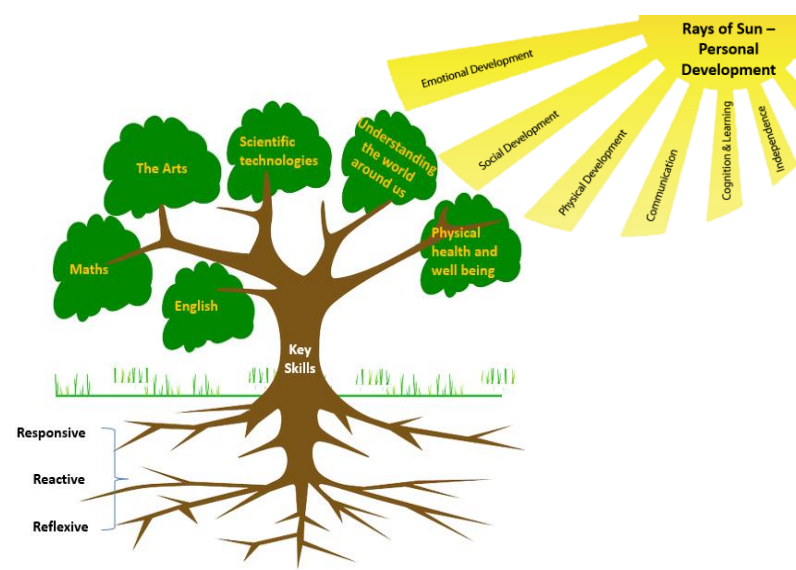 Rays of Sun –
Personal
Development
Emotional Development
Social Development
Physical Development
Communication
Cognition & Learning
Independence
The Arts
Scientific
technologies
Understanding
the world
around us
Maths
English
Physical
health and
well being
Key
Skills
Responsive
Reactive
Reflexive